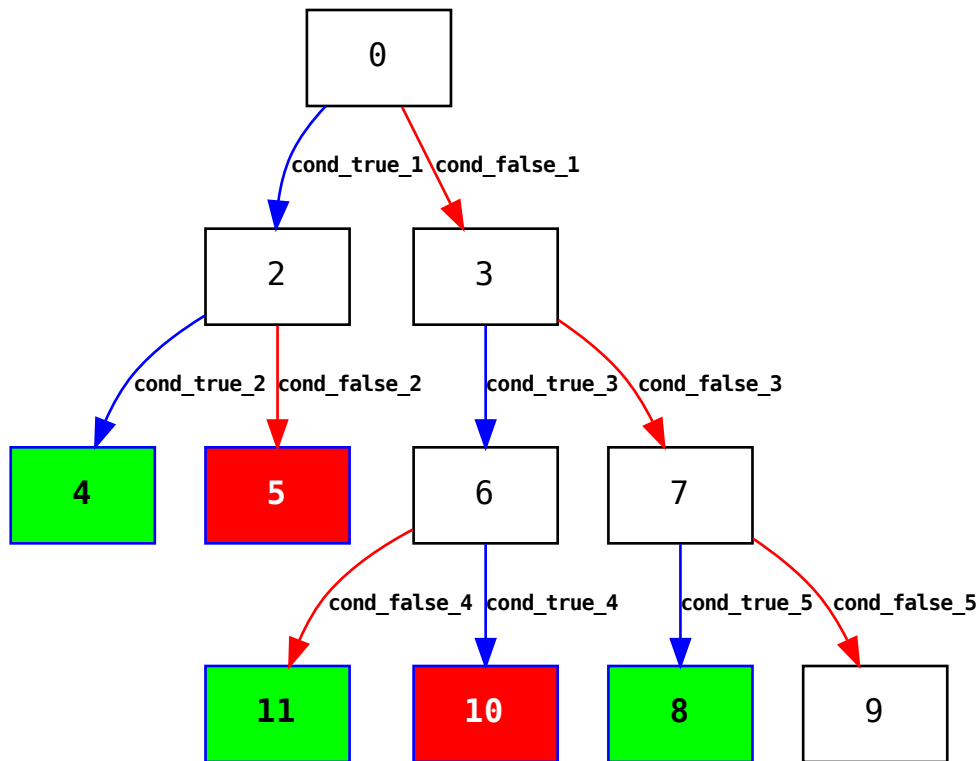 0
cond_true_1 cond_false_1
2 3
cond_true_2 cond_false_2 cond_true_3 cond_false_3
4 5 6 7
cond_false_4 cond_true_4 cond_true_5 cond_false_5
11 10 8 9